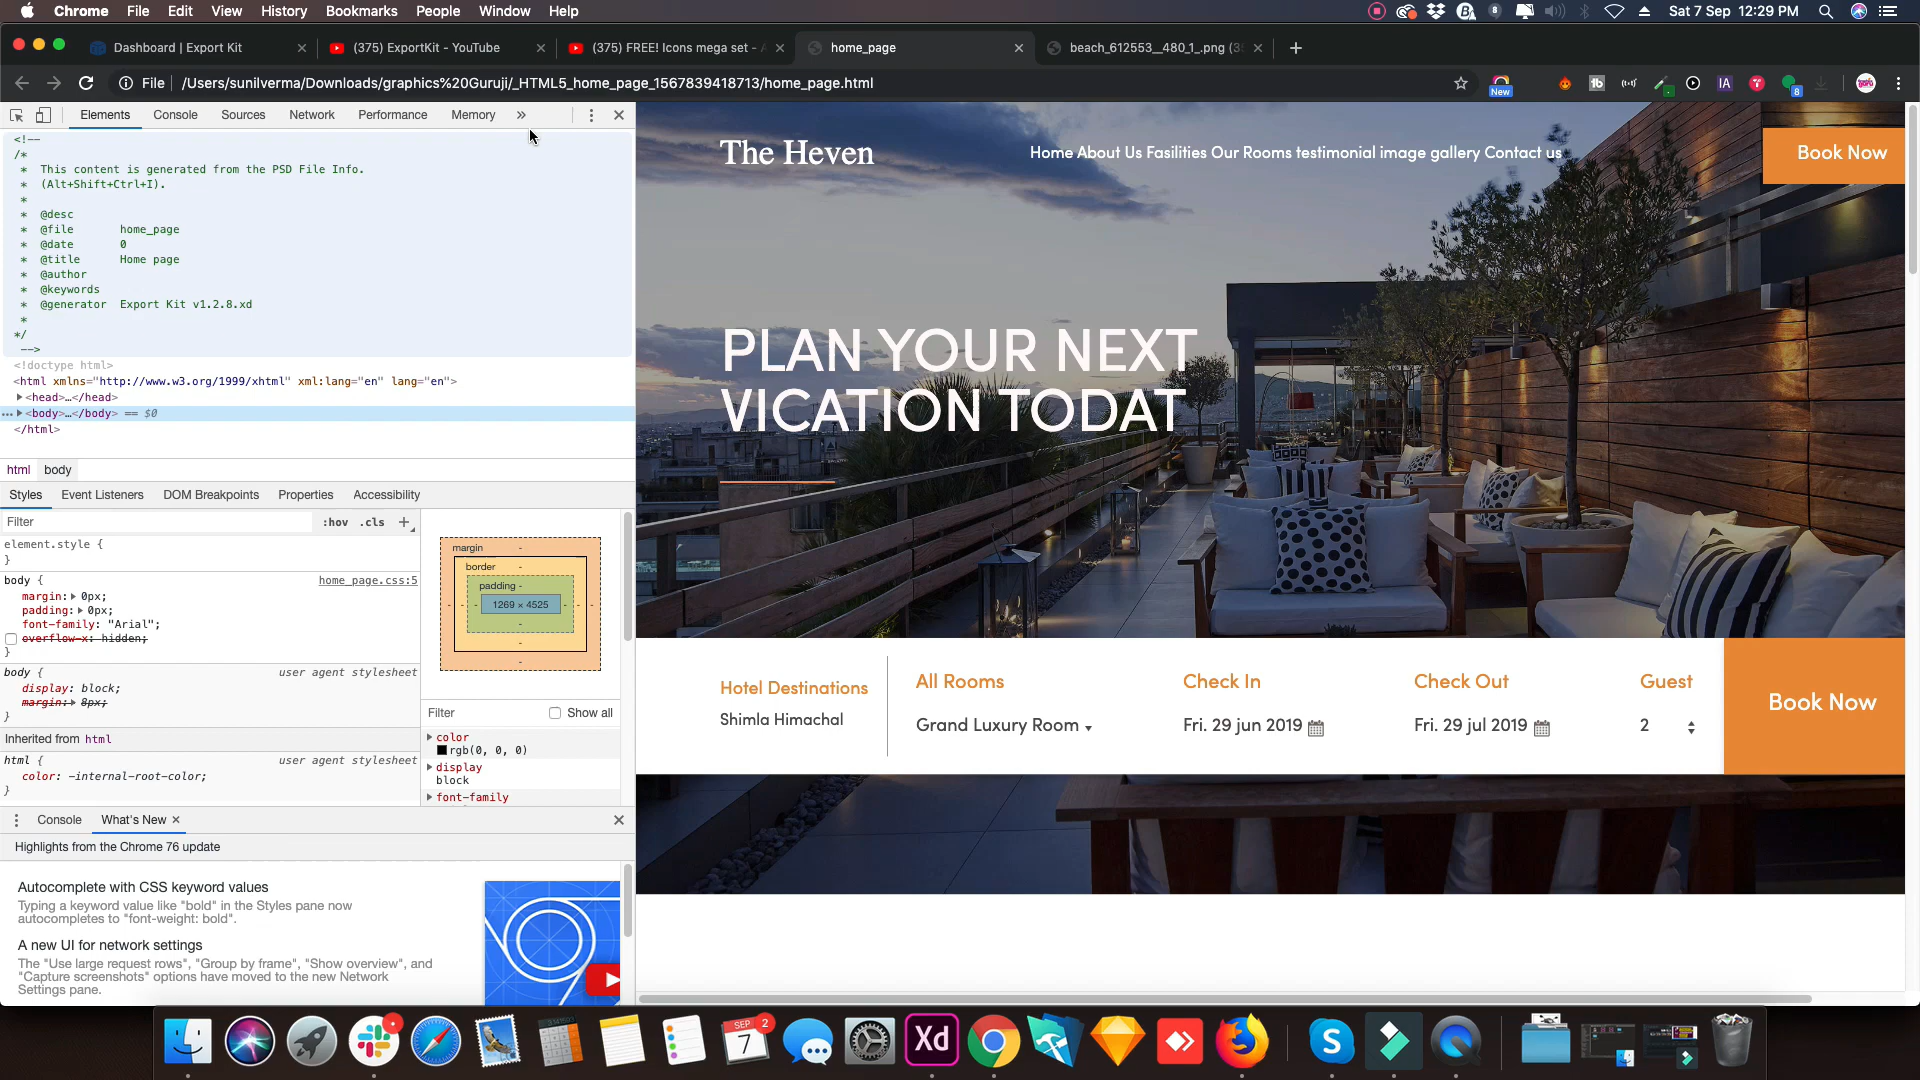 Chrome File Edit View History Bookmarks People Window Help
8
Sat 7 Sep 12:29 PM
Dashboard | Export Kit
(375) ExportKit - YouTube
(375) FREE! Icons mega set - A
home_page
beach_612553__480_1_.png (3
File
/Users/sunilverma/Downloads/graphics%20Guruji/_HTML5_home_page_1567839418713/home_page.html
New
IA
8
Elements Console Sources Network Performance Memory »
<!--
/*
* This content is generated from the PSD File Info.
* (Alt+Shift+Ctrl+I).
*
* @desc
* @file home_page
* @date 0
* @title Home page
* @author
* @keywords
* @generator Export Kit v1.2.8.xd
*
*/
-->
<!doctype html>
<html xmlns="http://www.w3.org/1999/xhtml" xml:lang="en" lang="en">
<head>…</head>
<body>…</body> == $0
</html>
html body
Styles Event Listeners DOM Breakpoints Properties Accessibility
Filter :hov .cls +
element.style {
}
body { home_page.css:5
margin: 0px;
padding: 0px;
font-family: "Arial";
overflow-x: hidden;
}
body { user agent stylesheet
display: block;
margin: 8px;
}
Inherited from html
html { user agent stylesheet
color: -internal-root-color;
}
margin -
border -
padding -
1269 × 4525
Filter Show all
color
rgb(0, 0, 0)
display
block
font-family
Console What's New
Highlights from the Chrome 76 update
Autocomplete with CSS keyword values
Typing a keyword value like "bold" in the Styles pane now
autocompletes to "font-weight: bold".
A new UI for network settings
The "Use large request rows", "Group by frame", "Show overview", and
"Capture screenshots" options have moved to the new Network
Settings pane.
The Heven
Home About Us Fasilities Our Rooms testimonial image gallery Contact us
Book Now
PLAN YOUR NEXT
VICATION TODAT
Hotel Destinations
Shimla Himachal
All Rooms
Grand Luxury Room
Check In
Fri. 29 jun 2019
Check Out
Fri. 29 jul 2019
Guest
2
Book Now
SEP
2
7
Xd